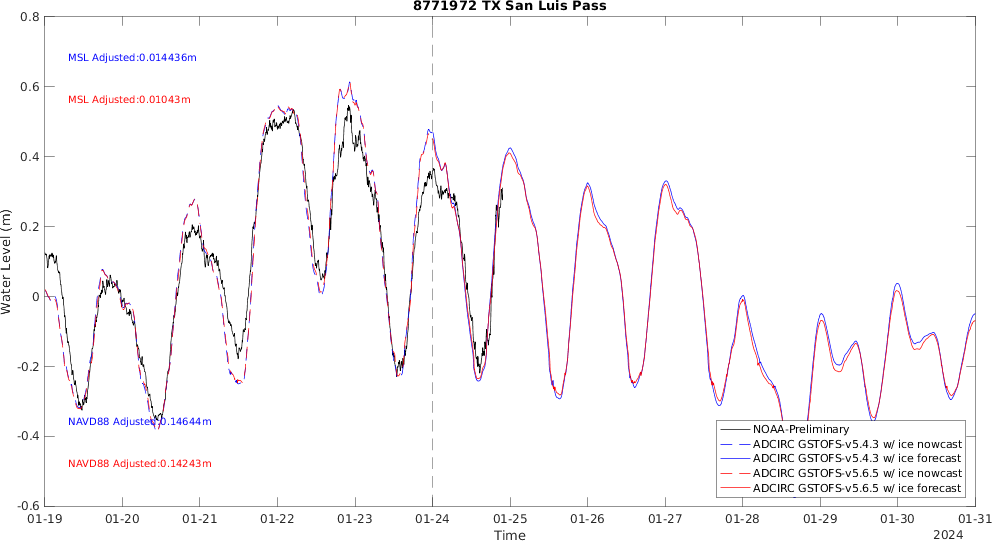 8771972 TX San Luis Pass
0.8
0.6
0.4
0.2
0
-0.2
-0.4
-0.6
Water Level (m)
MSL Adjusted:0.014436m
MSL Adjusted:0.01043m
NAVD88 Adjusted:0.14644m
NAVD88 Adjusted:0.14243m
NOAA-Preliminary
ADCIRC GSTOFS-v5.4.3 w/ ice nowcast
ADCIRC GSTOFS-v5.4.3 w/ ice forecast
ADCIRC GSTOFS-v5.6.5 w/ ice nowcast
ADCIRC GSTOFS-v5.6.5 w/ ice forecast
01-19 01-20 01-21 01-22 01-23 01-24 01-25 01-26 01-27 01-28 01-29 01-30 01-31
Time
2024